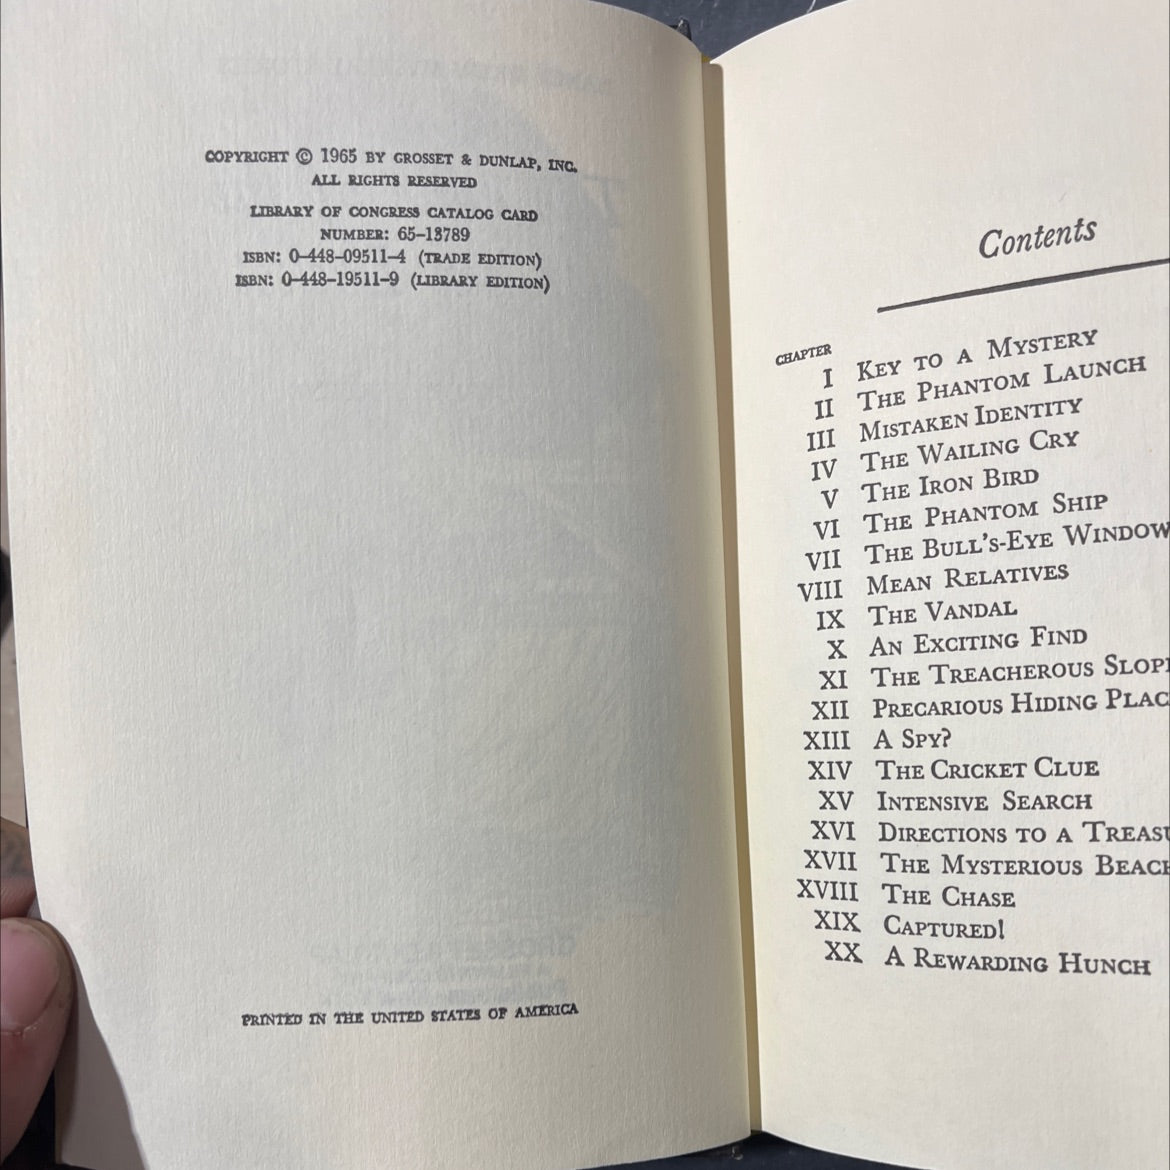 COPYRIGHT © 1965 BY GROSSET & DUNLAP, INC.
ALL RIGHTS RESERVED
LIBRARY OF CONGRESS CATALOG CARD
NUMBER: 65-13789
ISBN: 0-448-09511-4 (TRADE EDITION)
ISBN: 0-448-19511-9 (LIBRARY EDITION)
PRINTED IN THE UNITED STATES OF AMERICA
Contents
CHAPTER
I KEY TO A MYSTERY
II THE PHANTOM LAUNCH
III MISTAKEN IDENTITY
IV THE WAILING CRY
V THE IRON BIRD
VI THE PHANTOM SHIP
VII THE BULL'S-EYE WINDOW
VIII MEAN RELATIVES
IX THE VANDAL
X AN EXCITING FIND
XI THE TREACHEROUS SLOP
XII PRECARIOUS HIDING PLAC
XIII A SPY?
XIV THE CRICKET CLUE
XV INTENSIVE SEARCH
XVI DIRECTIONS TO A TREASU
XVII THE MYSTERIOUS BEACH
XVIII THE CHASE
XIX CAPTURED!
XX A REWARDING HUNCH